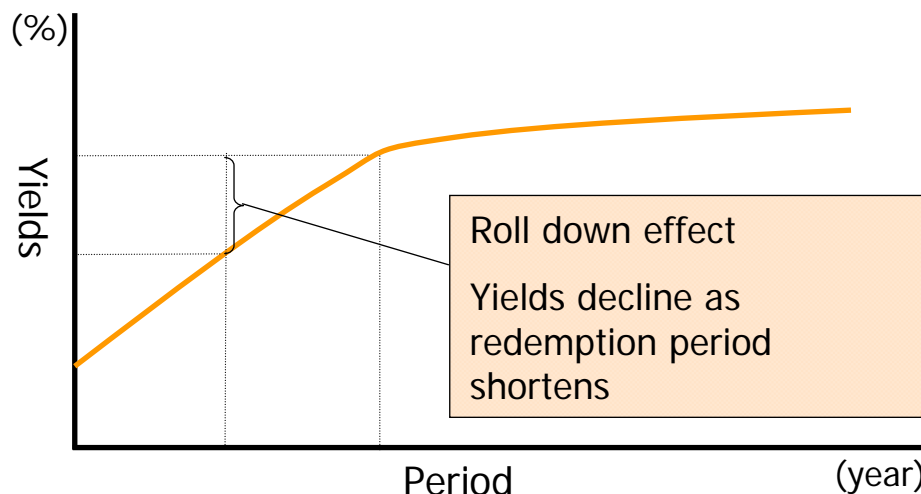 (%)
Yields
Roll down effect
Yields decline as
redemption period
shortens
Period
(year)